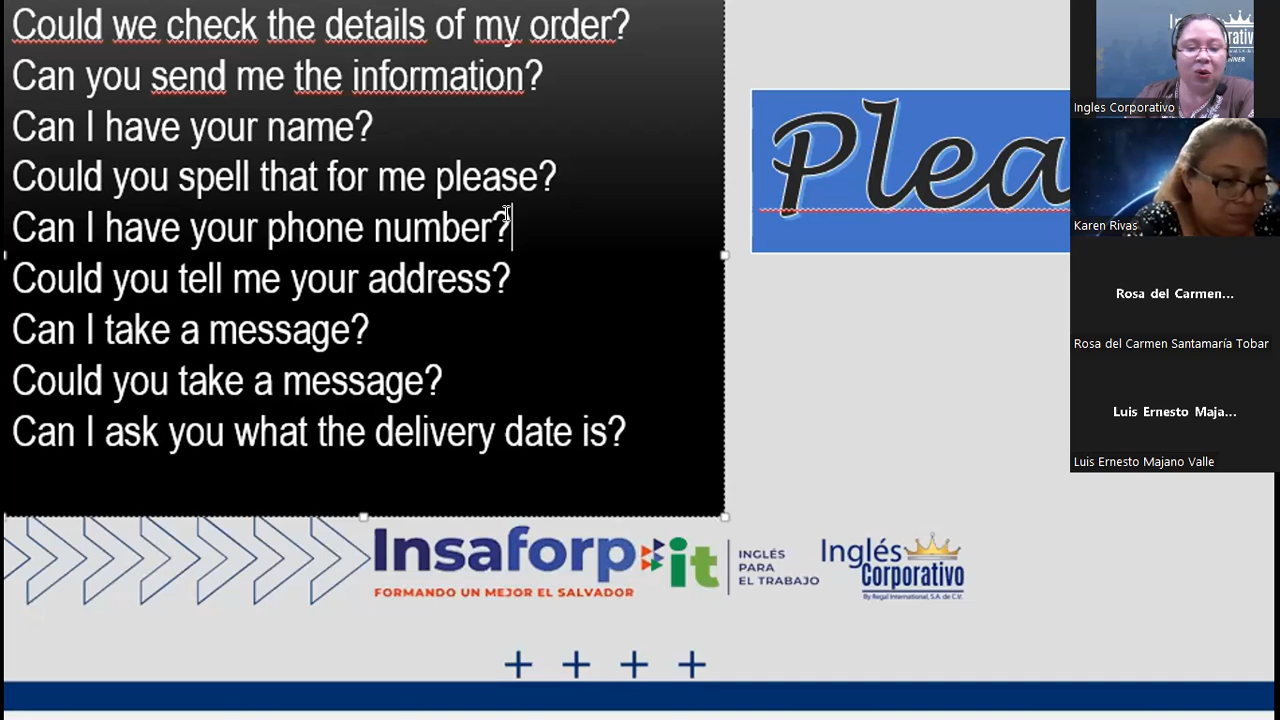 Could we check the details of my order?
Can you send me the information?
Can I have your name?
Could you spell that for me please?
Can I have your phone number?
Could you tell me your address?
Can I take a message?
Could you take a message?
Can I ask you what the delivery date is?
Plea
Ingles Corporativo
Karen Rivas
Rosa del Carmen...
Rosa del Carmen Santamaría Tobar
Luis Ernesto Maja...
Luis Ernesto Majano Valle
Insaforp
FORMANDO UN MEJOR EL SALVADOR
it
INGLÉS
PARA
EL TRABAJO
Inglés
Corporativo
By Regal International, S.A. de C.V.